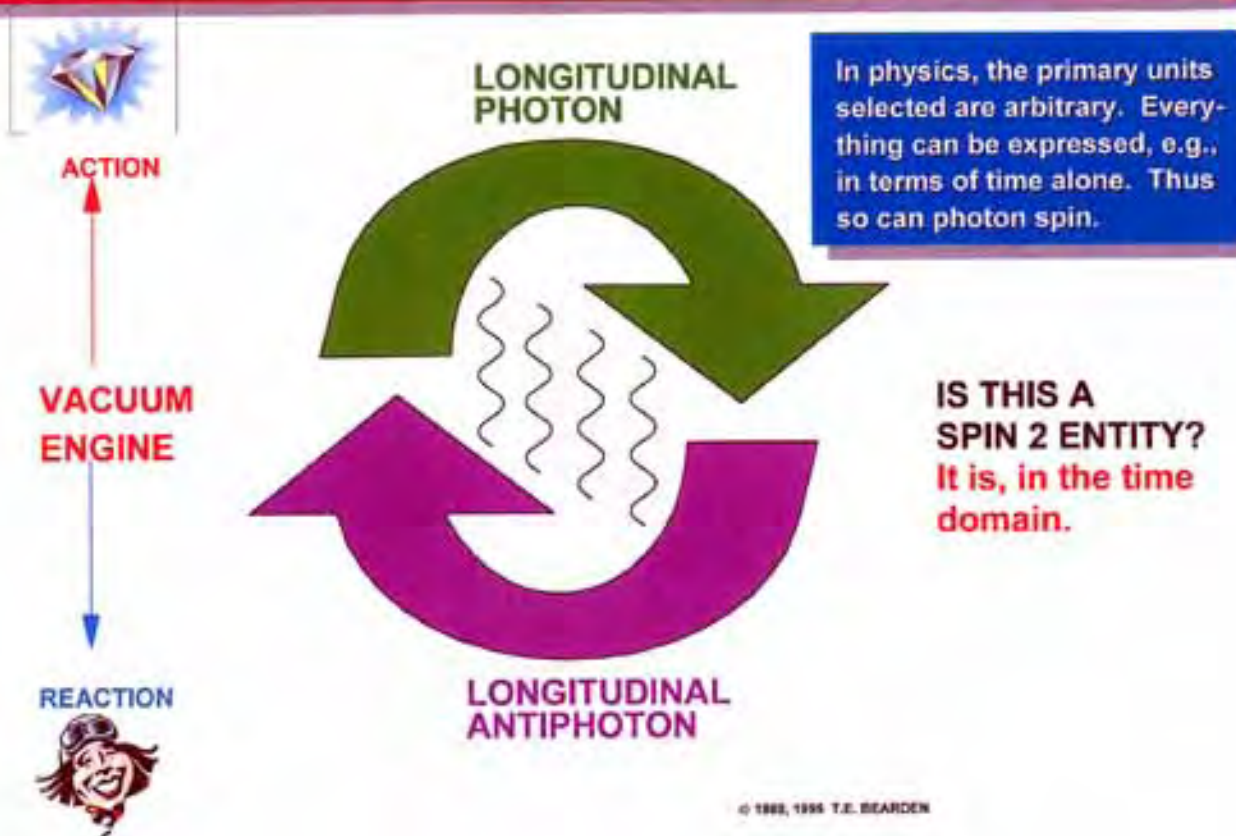 LONGITUDINAL
PHOTON
In physics, the primary units
selected are arbitrary. Every-
thing can be expressed, e.g.,
in terms of time alone. Thus
so can photon spin.
ACTION
VACUUM
ENGINE
IS THIS A
SPIN 2 ENTITY?
It is, in the time
domain.
REACTION
LONGITUDINAL
ANTIPHOTON
© T.E. BEARDEN